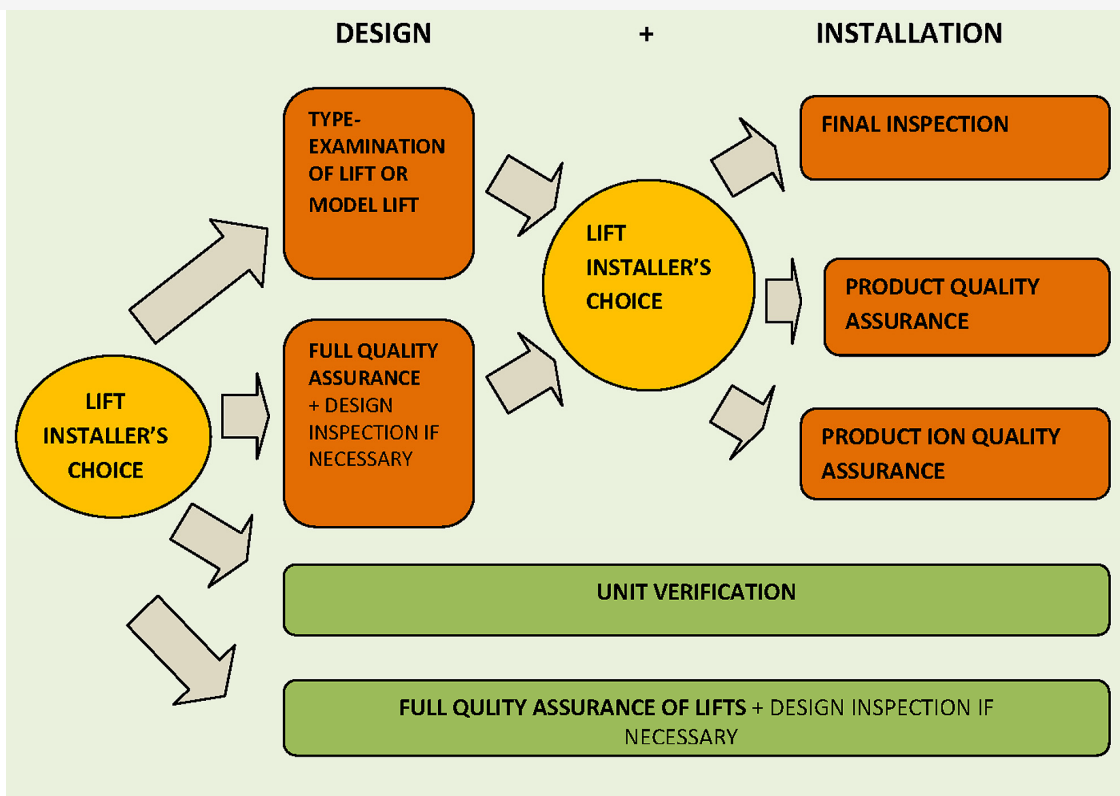 DESIGN + INSTALLATION
TYPE-
EXAMINATION
OF LIFT OR
MODEL LIFT
FINAL INSPECTION
LIFT
INSTALLER'S
CHOICE
PRODUCT QUALITY
ASSURANCE
FULL QUALITY
ASSURANCE
+ DESIGN
INSPECTION IF
NECESSARY
LIFT
INSTALLER'S
CHOICE
PRODUCT ION QUALITY
ASSURANCE
UNIT VERIFICATION
FULL QULITY ASSURANCE OF LIFTS + DESIGN INSPECTION IF
NECESSARY